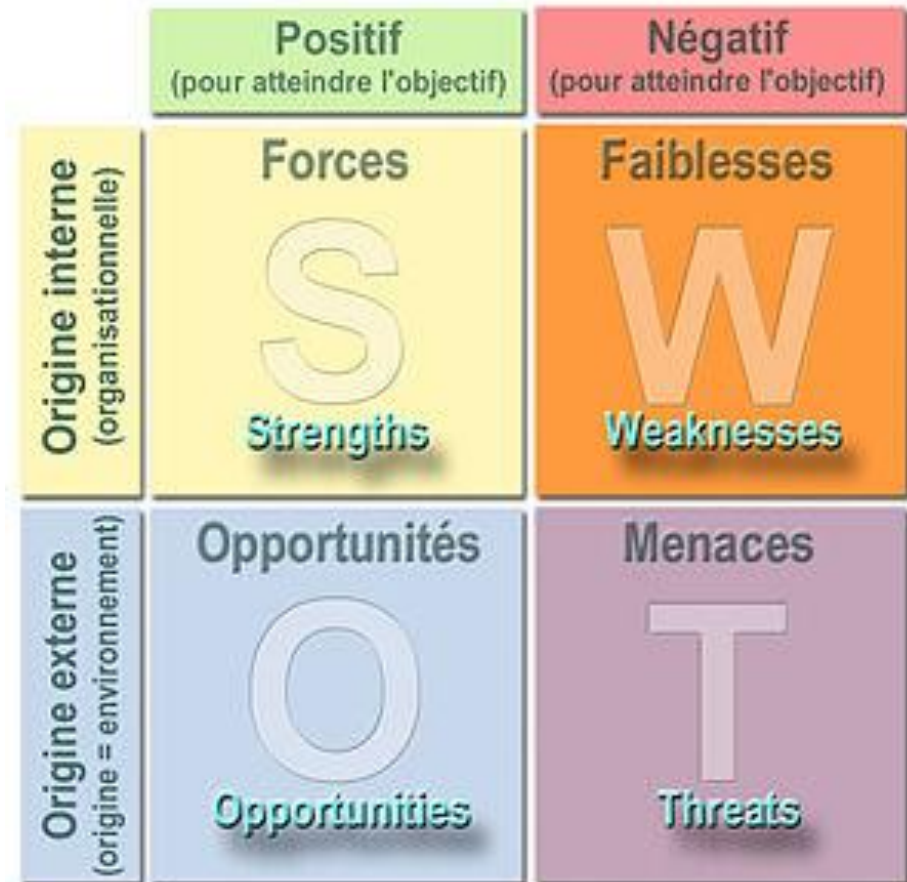 Positif
(pour atteindre l'objectif)
Négatif
(pour atteindre l'objectif)
Origine interne
(organisationnelle)
Forces
S
Strengths
Faiblesses
W
Weaknesses
Origine externe
(origine = environnement)
Opportunités
O
Opportunities
Menaces
T
Threats